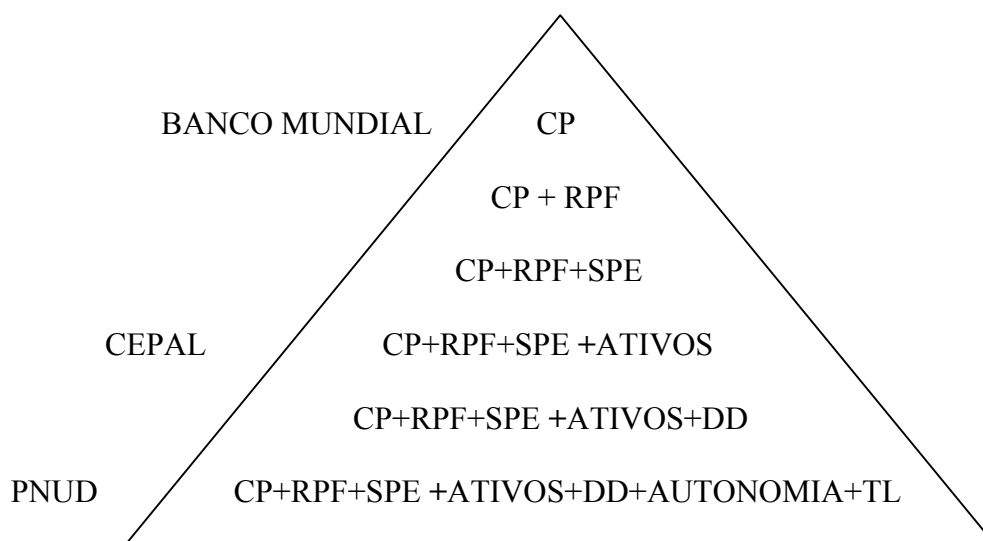 BANCO MUNDIAL CP
CP + RPF
CP+RPF+SPE
CEPAL CP+RPF+SPE +ATIVOS
CP+RPF+SPE +ATIVOS+DD
PNUD CP+RPF+SPE +ATIVOS+DD+AUTONOMIA+TL